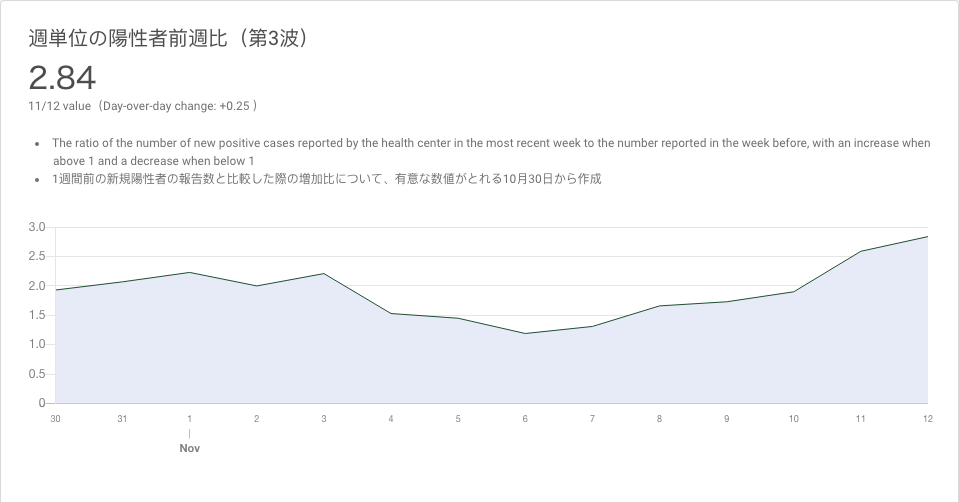 週単位の陽性者前週比（第3波）
2.84
11/12 value（Day-over-day change: +0.25 ）
• The ratio of the number of new positive cases reported by the health center in the most recent week to the number reported in the week before, with an increase when
above 1 and a decrease when below 1
• 1週間前の新規陽性者の報告数と比較した際の増加比について、有意な数値がとれる10月30日から作成
3.0
2.5
2.0
1.5
1.0
0.5
0
30 31 1 2 3 4 5 6 7 8 9 10 11 12
Nov